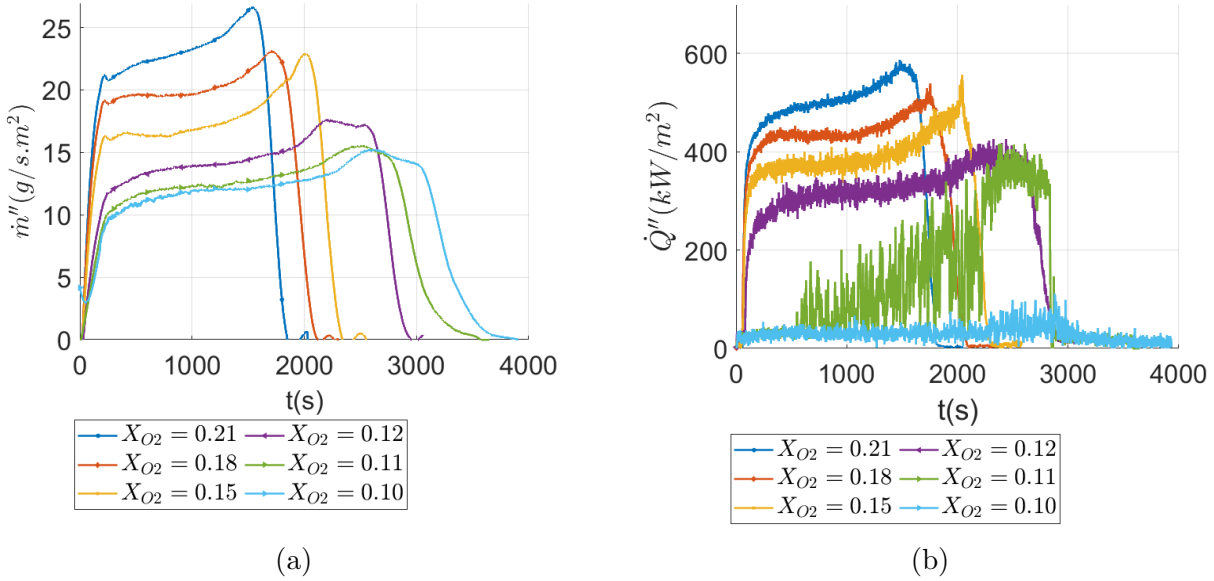 25
20
15
10
5
0
ṁ″(g/s.m²)
0 1000 2000 3000 4000
t(s)
X_{O2} = 0.21 X_{O2} = 0.12
X_{O2} = 0.18 X_{O2} = 0.11
X_{O2} = 0.15 X_{O2} = 0.10
(a)
600
400
200
0
Q̇″(kW/m²)
0 1000 2000 3000 4000
t(s)
X_{O2} = 0.21 X_{O2} = 0.12
X_{O2} = 0.18 X_{O2} = 0.11
X_{O2} = 0.15 X_{O2} = 0.10
(b)